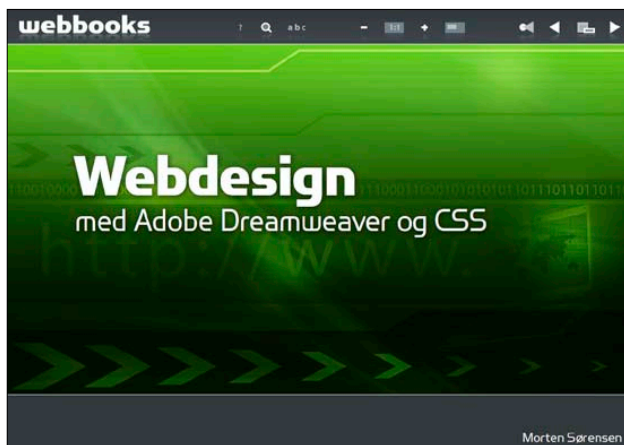 webbooks
? abc 1:1
Webdesign
med Adobe Dreamweaver og CSS
http://www.
Morten Sørensen